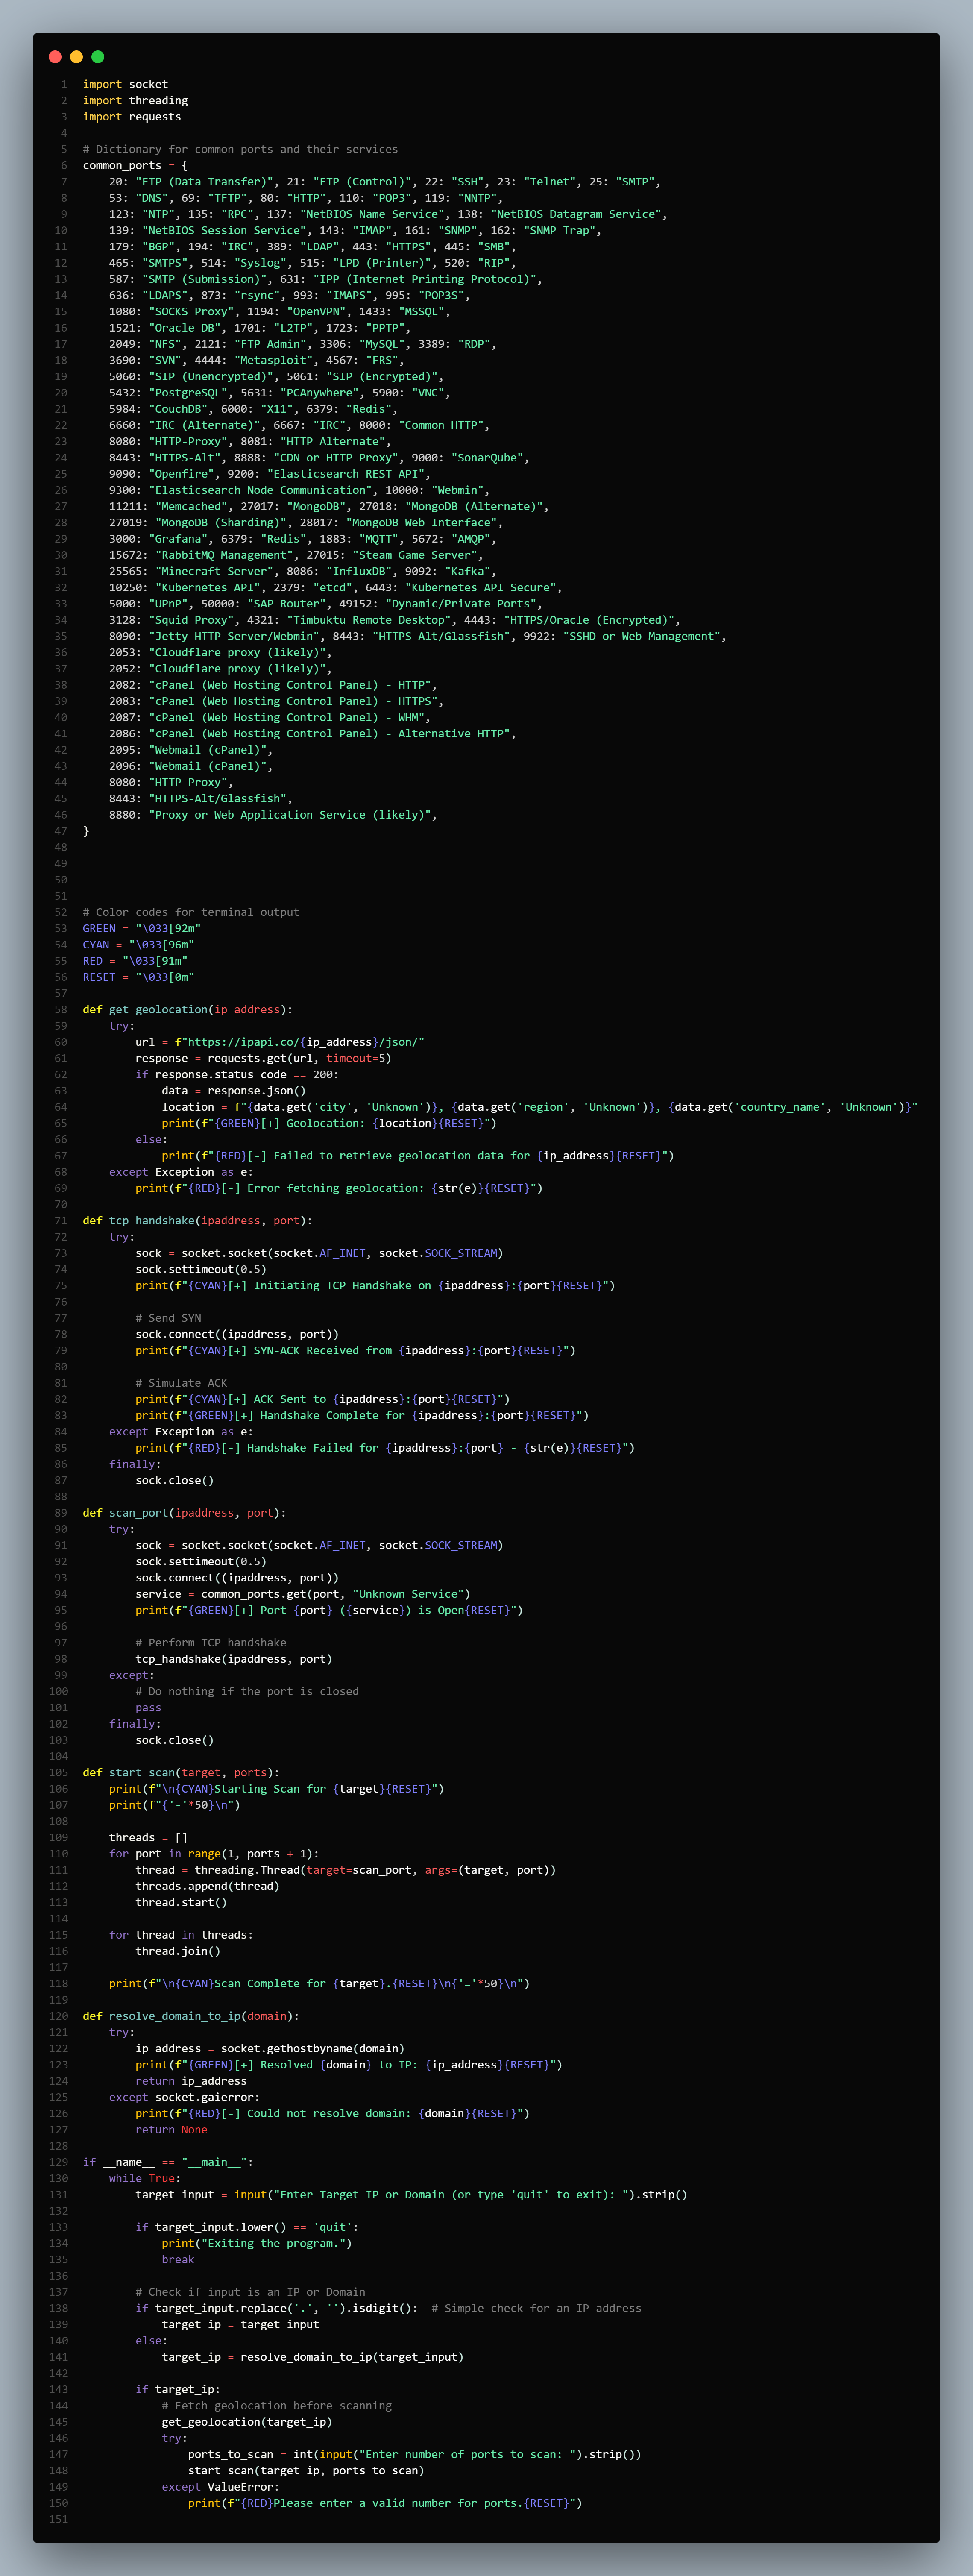 1 import socket
2 import threading
3 import requests
4
5 # Dictionary for common ports and their services
6 common_ports = {
7     20: "FTP (Data Transfer)", 21: "FTP (Control)", 22: "SSH", 23: "Telnet", 25: "SMTP",
8     53: "DNS", 69: "TFTP", 80: "HTTP", 110: "POP3", 119: "NNTP",
9     123: "NTP", 135: "RPC", 137: "NetBIOS Name Service", 138: "NetBIOS Datagram Service",
10     139: "NetBIOS Session Service", 143: "IMAP", 161: "SNMP", 162: "SNMP Trap",
11     179: "BGP", 194: "IRC", 389: "LDAP", 443: "HTTPS", 445: "SMB",
12     465: "SMTPS", 514: "Syslog", 515: "LPD (Printer)", 520: "RIP",
13     587: "SMTP (Submission)", 631: "IPP (Internet Printing Protocol)",
14     636: "LDAPS", 873: "rsync", 993: "IMAPS", 995: "POP3S",
15     1080: "SOCKS Proxy", 1194: "OpenVPN", 1433: "MSSQL",
16     1521: "Oracle DB", 1701: "L2TP", 1723: "PPTP",
17     2049: "NFS", 2121: "FTP Admin", 3306: "MySQL", 3389: "RDP",
18     3690: "SVN", 4444: "Metasploit", 4567: "FRS",
19     5060: "SIP (Unencrypted)", 5061: "SIP (Encrypted)",
20     5432: "PostgreSQL", 5631: "PCAnywhere", 5900: "VNC",
21     5984: "CouchDB", 6000: "X11", 6379: "Redis",
22     6660: "IRC (Alternate)", 6667: "IRC", 8000: "Common HTTP",
23     8080: "HTTP-Proxy", 8081: "HTTP Alternate",
24     8443: "HTTPS-Alt", 8888: "CDN or HTTP Proxy", 9000: "SonarQube",
25     9090: "Openfire", 9200: "Elasticsearch REST API",
26     9300: "Elasticsearch Node Communication", 10000: "Webmin",
27     11211: "Memcached", 27017: "MongoDB", 27018: "MongoDB (Alternate)",
28     27019: "MongoDB (Sharding)", 28017: "MongoDB Web Interface",
29     3000: "Grafana", 6379: "Redis", 1883: "MQTT", 5672: "AMQP",
30     15672: "RabbitMQ Management", 27015: "Steam Game Server",
31     25565: "Minecraft Server", 8086: "InfluxDB", 9092: "Kafka",
32     10250: "Kubernetes API", 2379: "etcd", 6443: "Kubernetes API Secure",
33     5000: "UPnP", 50000: "SAP Router", 49152: "Dynamic/Private Ports",
34     3128: "Squid Proxy", 4321: "Timbuktu Remote Desktop", 4443: "HTTPS/Oracle (Encrypted)",
35     8090: "Jetty HTTP Server/Webmin", 8443: "HTTPS-Alt/Glassfish", 9922: "SSHD or Web Management",
36     2053: "Cloudflare proxy (likely)",
37     2052: "Cloudflare proxy (likely)",
38     2082: "cPanel (Web Hosting Control Panel) - HTTP",
39     2083: "cPanel (Web Hosting Control Panel) - HTTPS",
40     2087: "cPanel (Web Hosting Control Panel) - WHM",
41     2086: "cPanel (Web Hosting Control Panel) - Alternative HTTP",
42     2095: "Webmail (cPanel)",
43     2096: "Webmail (cPanel)",
44     8080: "HTTP-Proxy",
45     8443: "HTTPS-Alt/Glassfish",
46     8880: "Proxy or Web Application Service (likely)",
47 }
48
49
50
51
52 # Color codes for terminal output
53 GREEN = "\033[92m"
54 CYAN = "\033[96m"
55 RED = "\033[91m"
56 RESET = "\033[0m"
57
58 def get_geolocation(ip_address):
59     try:
60         url = f"https://ipapi.co/{ip_address}/json/"
61         response = requests.get(url, timeout=5)
62         if response.status_code == 200:
63             data = response.json()
64             location = f"{data.get('city', 'Unknown')}, {data.get('region', 'Unknown')}, {data.get('country_name', 'Unknown')}"
65             print(f"{GREEN}[+] Geolocation: {location}{RESET}")
66         else:
67             print(f"{RED}[-] Failed to retrieve geolocation data for {ip_address}{RESET}")
68     except Exception as e:
69         print(f"{RED}[-] Error fetching geolocation: {str(e)}{RESET}")
70
71 def tcp_handshake(ipaddress, port):
72     try:
73         sock = socket.socket(socket.AF_INET, socket.SOCK_STREAM)
74         sock.settimeout(0.5)
75         print(f"{CYAN}[+] Initiating TCP Handshake on {ipaddress}:{port}{RESET}")
76
77         # Send SYN
78         sock.connect((ipaddress, port))
79         print(f"{CYAN}[+] SYN-ACK Received from {ipaddress}:{port}{RESET}")
80
81         # Simulate ACK
82         print(f"{CYAN}[+] ACK Sent to {ipaddress}:{port}{RESET}")
83         print(f"{GREEN}[+] Handshake Complete for {ipaddress}:{port}{RESET}")
84     except Exception as e:
85         print(f"{RED}[-] Handshake Failed for {ipaddress}:{port} - {str(e)}{RESET}")
86     finally:
87         sock.close()
88
89 def scan_port(ipaddress, port):
90     try:
91         sock = socket.socket(socket.AF_INET, socket.SOCK_STREAM)
92         sock.settimeout(0.5)
93         sock.connect((ipaddress, port))
94         service = common_ports.get(port, "Unknown Service")
95         print(f"{GREEN}[+] Port {port} ({service}) is Open{RESET}")
96
97         # Perform TCP handshake
98         tcp_handshake(ipaddress, port)
99     except:
100         # Do nothing if the port is closed
101         pass
102     finally:
103         sock.close()
104
105 def start_scan(target, ports):
106     print(f"\n{CYAN}Starting Scan for {target}{RESET}")
107     print(f"{'-'*50}\n")
108
109     threads = []
110     for port in range(1, ports + 1):
111         thread = threading.Thread(target=scan_port, args=(target, port))
112         threads.append(thread)
113         thread.start()
114
115     for thread in threads:
116         thread.join()
117
118     print(f"\n{CYAN}Scan Complete for {target}.{RESET}\n{'='*50}\n")
119
120 def resolve_domain_to_ip(domain):
121     try:
122         ip_address = socket.gethostbyname(domain)
123         print(f"{GREEN}[+] Resolved {domain} to IP: {ip_address}{RESET}")
124         return ip_address
125     except socket.gaierror:
126         print(f"{RED}[-] Could not resolve domain: {domain}{RESET}")
127         return None
128
129 if __name__ == "__main__":
130     while True:
131         target_input = input("Enter Target IP or Domain (or type 'quit' to exit): ").strip()
132
133         if target_input.lower() == 'quit':
134             print("Exiting the program.")
135             break
136
137         # Check if input is an IP or Domain
138         if target_input.replace('.', '').isdigit():  # Simple check for an IP address
139             target_ip = target_input
140         else:
141             target_ip = resolve_domain_to_ip(target_input)
142
143         if target_ip:
144             # Fetch geolocation before scanning
145             get_geolocation(target_ip)
146             try:
147                 ports_to_scan = int(input("Enter number of ports to scan: ").strip())
148                 start_scan(target_ip, ports_to_scan)
149             except ValueError:
150                 print(f"{RED}Please enter a valid number for ports.{RESET}")
151